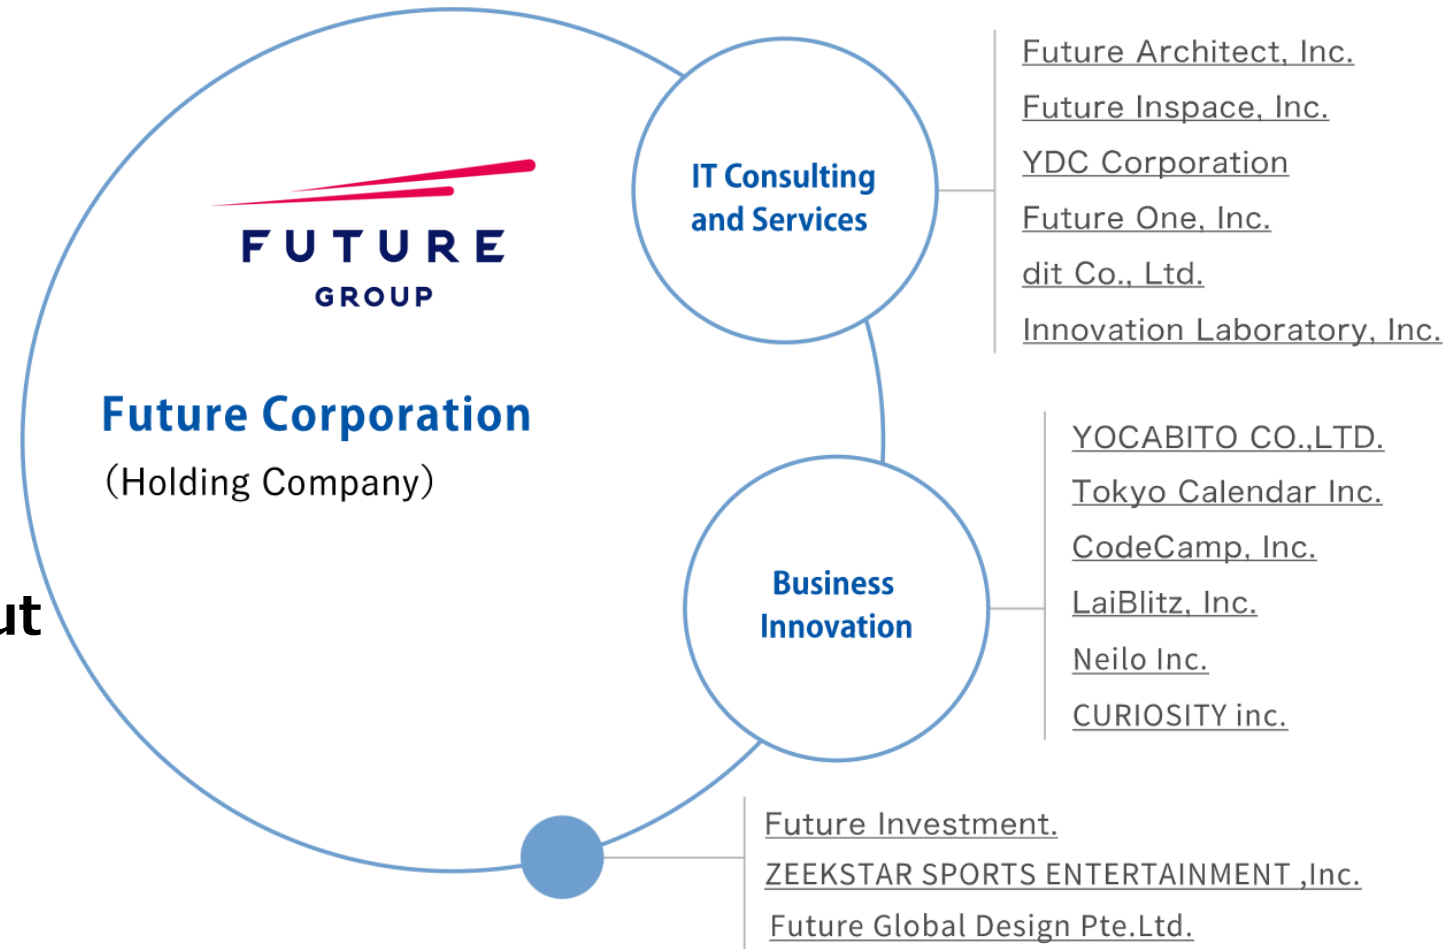 FUTURE
GROUP
Future Corporation
（Holding Company）
ut
IT Consulting
and Services
Future Architect, Inc.
Future Inspace, Inc.
YDC Corporation
Future One, Inc.
dit Co., Ltd.
Innovation Laboratory, Inc.
Business
Innovation
YOCABITO CO.,LTD.
Tokyo Calendar Inc.
CodeCamp, Inc.
LaiBlitz, Inc.
Neilo Inc.
CURIOSITY inc.
Future Investment.
ZEEKSTAR SPORTS ENTERTAINMENT ,Inc.
Future Global Design Pte.Ltd.